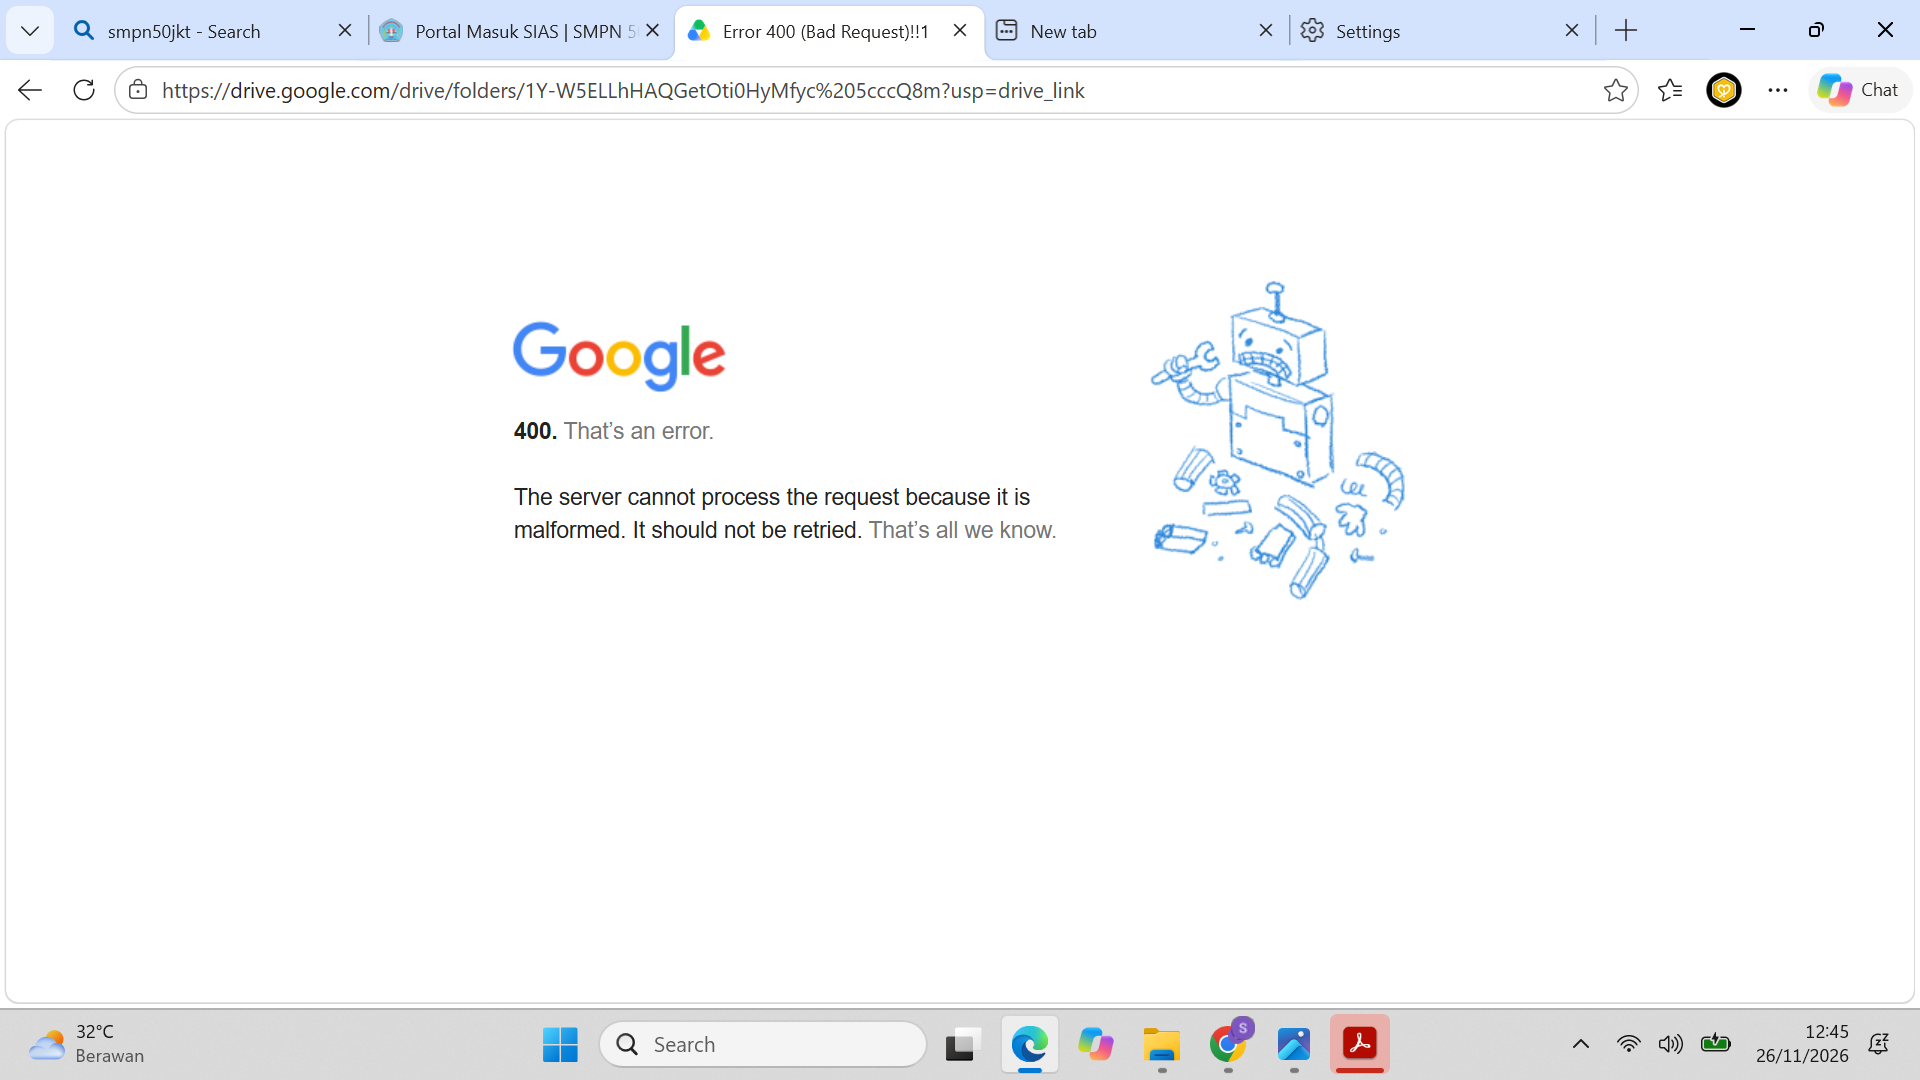 smpn50jkt - Search
Portal Masuk SIAS | SMPN 5
Error 400 (Bad Request)!!1
New tab
Settings
https://drive.google.com/drive/folders/1Y-W5ELLhHAQGetOti0HyMfyc%205cccQ8m?usp=drive_link
Chat
Google
400. That's an error.
The server cannot process the request because it is
malformed. It should not be retried. That's all we know.
32°C
Berawan
Search
S
12:45
26/11/2026